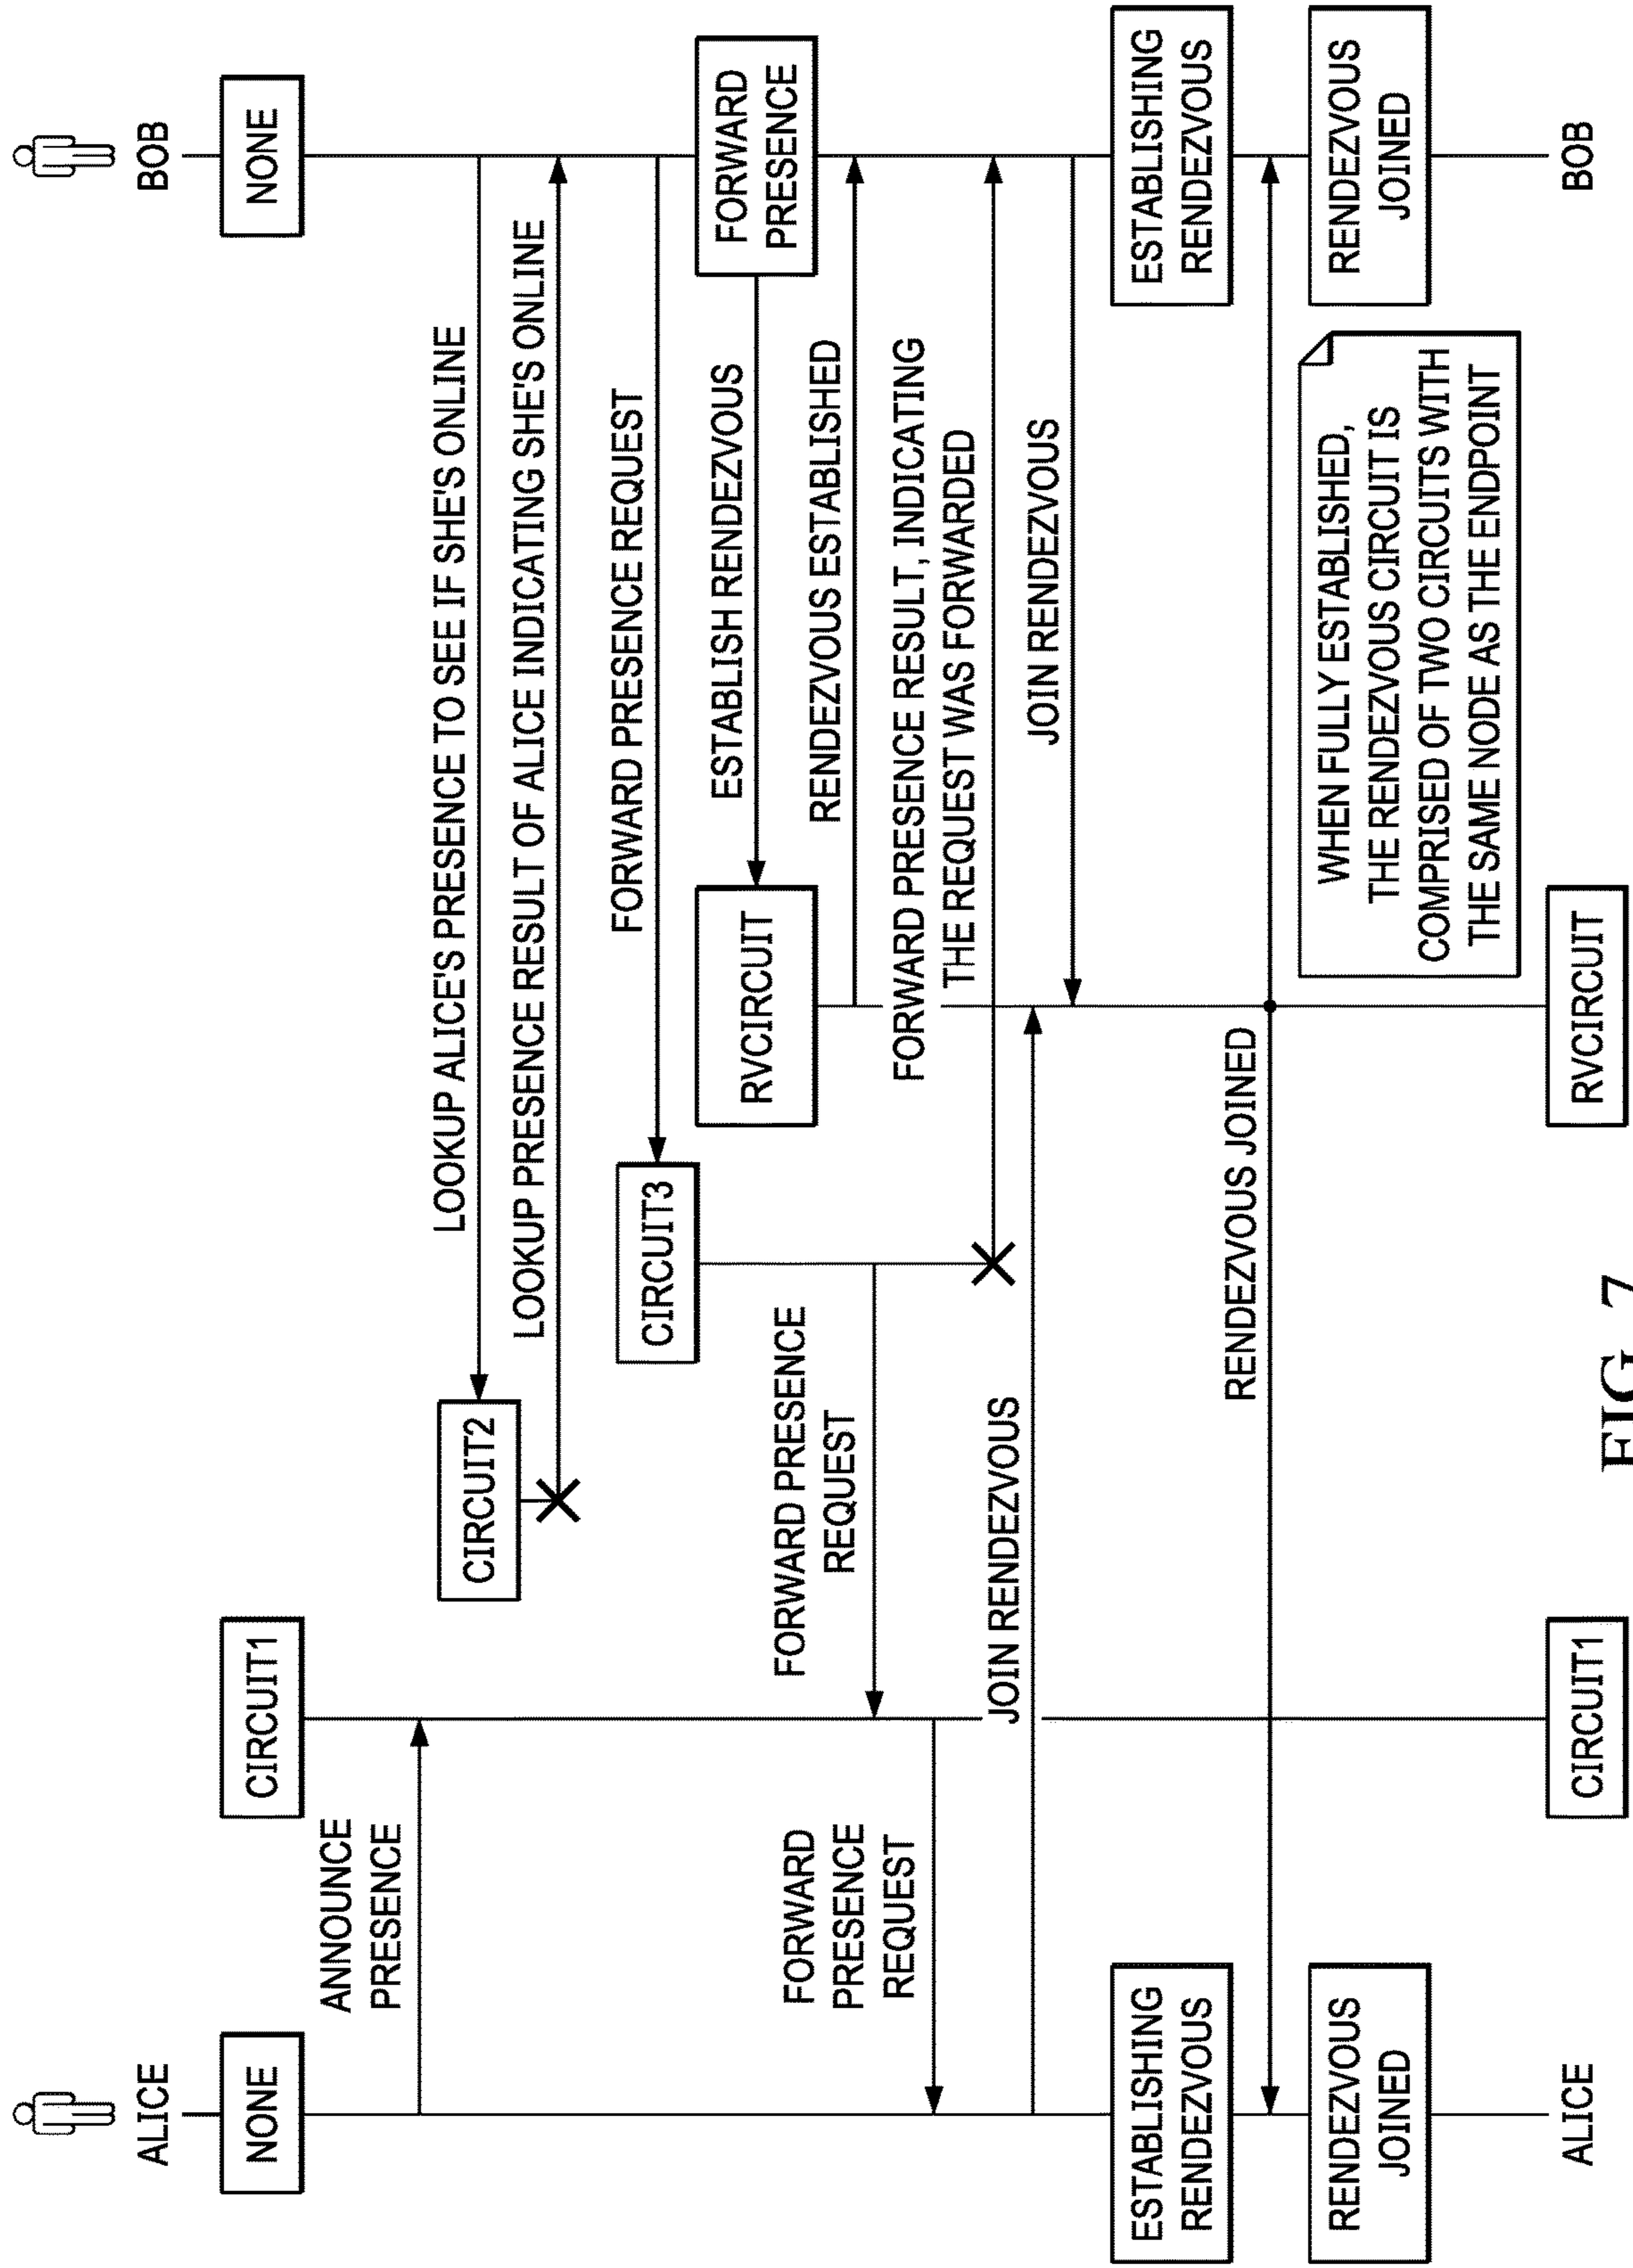 ALICE
BOB
NONE
CIRCUIT1
NONE
ANNOUNCE
PRESENCE
LOOKUP ALICE'S PRESENCE TO SEE IF SHE'S ONLINE
CIRCUIT2
LOOKUP PRESENCE RESULT OF ALICE INDICATING SHE'S ONLINE
FORWARD PRESENCE REQUEST
CIRCUIT3
ESTABLISH RENDEZVOUS
RVCIRCUIT
FORWARD
PRESENCE
FORWARD PRESENCE
REQUEST
RENDEZVOUS ESTABLISHED
FORWARD
PRESENCE
REQUEST
FORWARD PRESENCE RESULT, INDICATING
THE REQUEST WAS FORWARDED
JOIN RENDEZVOUS
JOIN RENDEZVOUS
ESTABLISHING
RENDEZVOUS
ESTABLISHING
RENDEZVOUS
RENDEZVOUS JOINED
RENDEZVOUS
JOINED
WHEN FULLY ESTABLISHED,
THE RENDEZVOUS CIRCUIT IS
COMPRISED OF TWO CIRCUITS WITH
THE SAME NODE AS THE ENDPOINT
RENDEZVOUS
JOINED
ALICE
CIRCUIT1
RVCIRCUIT
BOB
FIG. 7